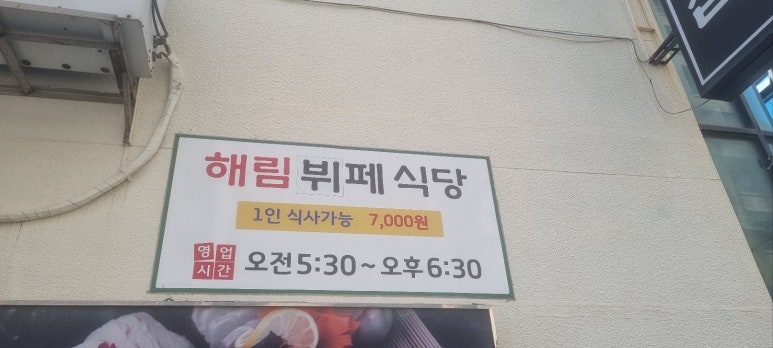 해림 뷔페 식당
1인 식사가능 7,000원
영업시간 오전5:30~오후6:30